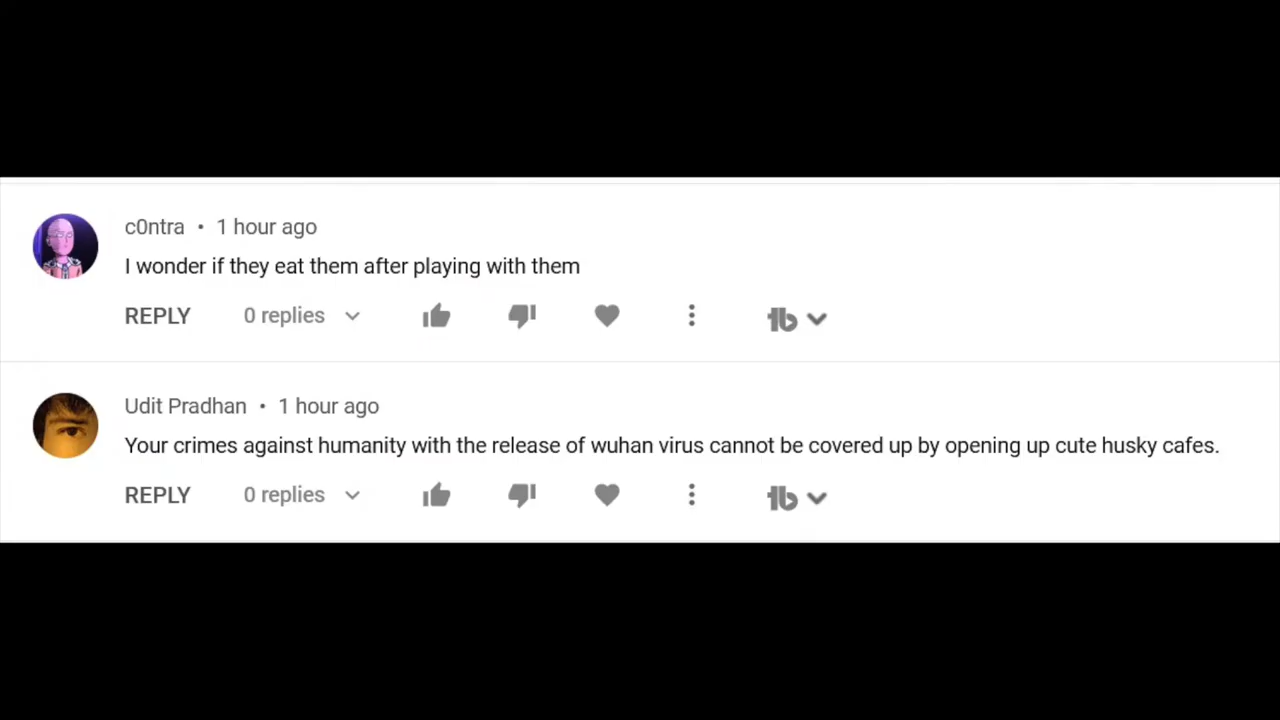 c0ntra • 1 hour ago
I wonder if they eat them after playing with them
REPLY 0 replies
Udit Pradhan • 1 hour ago
Your crimes against humanity with the release of wuhan virus cannot be covered up by opening up cute husky cafes.
REPLY 0 replies